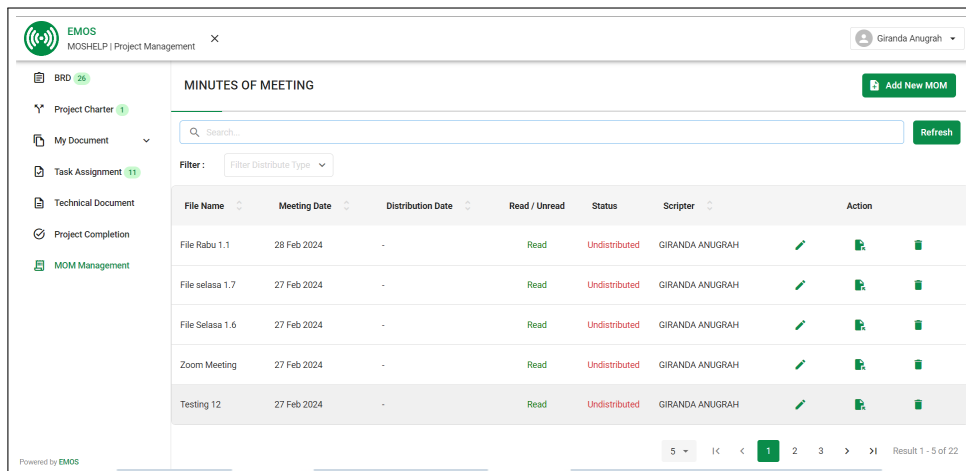 EMOS
MOSHELP | Project Management
Giranda Anugrah
BRD 26
Project Charter 1
My Document
Task Assignment 11
Technical Document
Project Completion
MOM Management
Powered by EMOS
MINUTES OF MEETING
Add New MOM
Search...
Refresh
Filter :
Filter Distribute Type
File Name Meeting Date Distribution Date Read / Unread Status Scripter Action
File Rabu 1.1 28 Feb 2024 - Read Undistributed GIRANDA ANUGRAH
File selasa 1.7 27 Feb 2024 - Read Undistributed GIRANDA ANUGRAH
File Selasa 1.6 27 Feb 2024 - Read Undistributed GIRANDA ANUGRAH
Zoom Meeting 27 Feb 2024 - Read Undistributed GIRANDA ANUGRAH
Testing 12 27 Feb 2024 - Read Undistributed GIRANDA ANUGRAH
5 1 2 3 Result 1 - 5 of 22